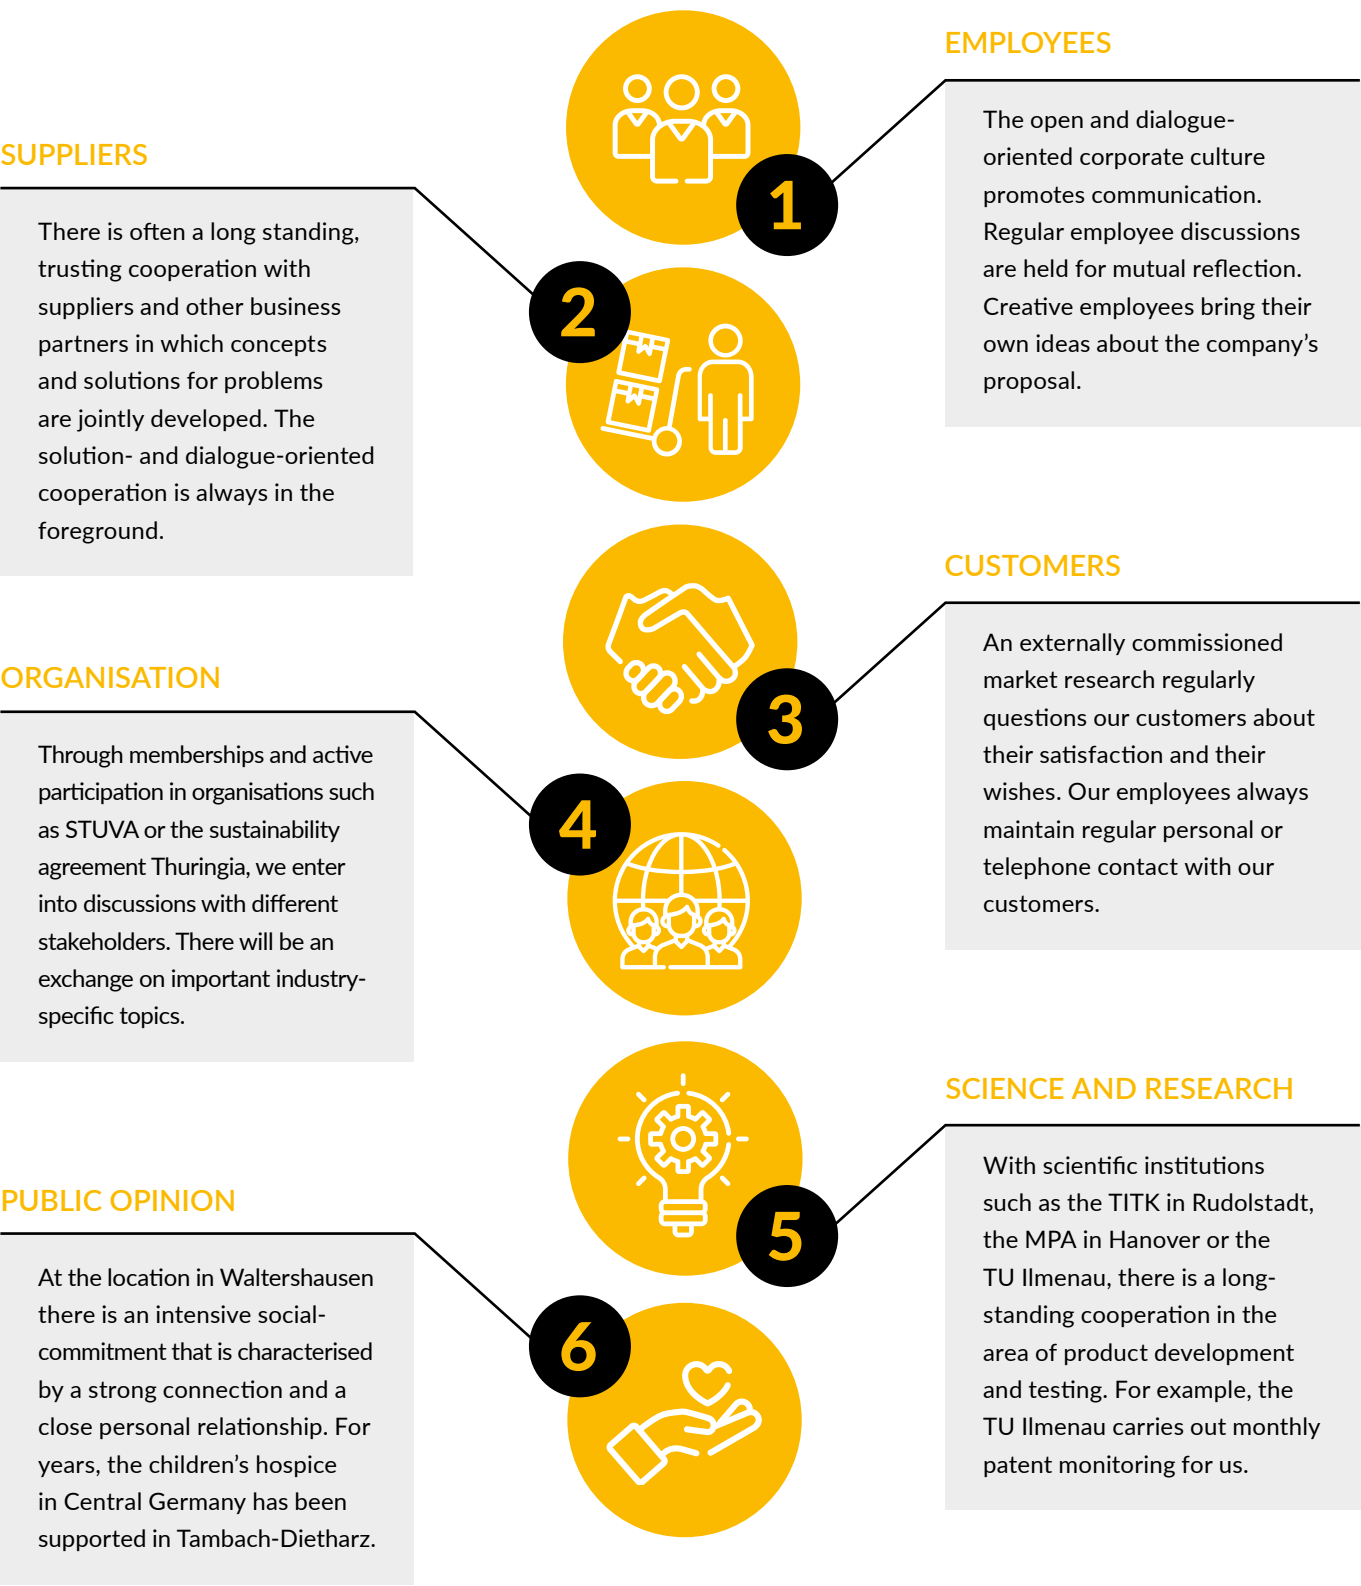 EMPLOYEES
The open and dialogue-
oriented corporate culture
promotes communication.
Regular employee discussions
are held for mutual reflection.
Creative employees bring their
own ideas about the company’s
proposal.
1
SUPPLIERS
There is often a long standing,
trusting cooperation with
suppliers and other business
partners in which concepts
and solutions for problems
are jointly developed. The
solution- and dialogue-oriented
cooperation is always in the
foreground.
2
CUSTOMERS
An externally commissioned
market research regularly
questions our customers about
their satisfaction and their
wishes. Our employees always
maintain regular personal or
telephone contact with our
customers.
3
ORGANISATION
Through memberships and active
participation in organisations such
as STUVA or the sustainability
agreement Thuringia, we enter
into discussions with different
stakeholders. There will be an
exchange on important industry-
specific topics.
4
SCIENCE AND RESEARCH
With scientific institutions
such as the TITK in Rudolstadt,
the MPA in Hanover or the
TU Ilmenau, there is a long-
standing cooperation in the
area of product development
and testing. For example, the
TU Ilmenau carries out monthly
patent monitoring for us.
5
PUBLIC OPINION
At the location in Waltershausen
there is an intensive social-
commitment that is characterised
by a strong connection and a
close personal relationship. For
years, the children’s hospice
in Central Germany has been
supported in Tambach-Dietharz.
6